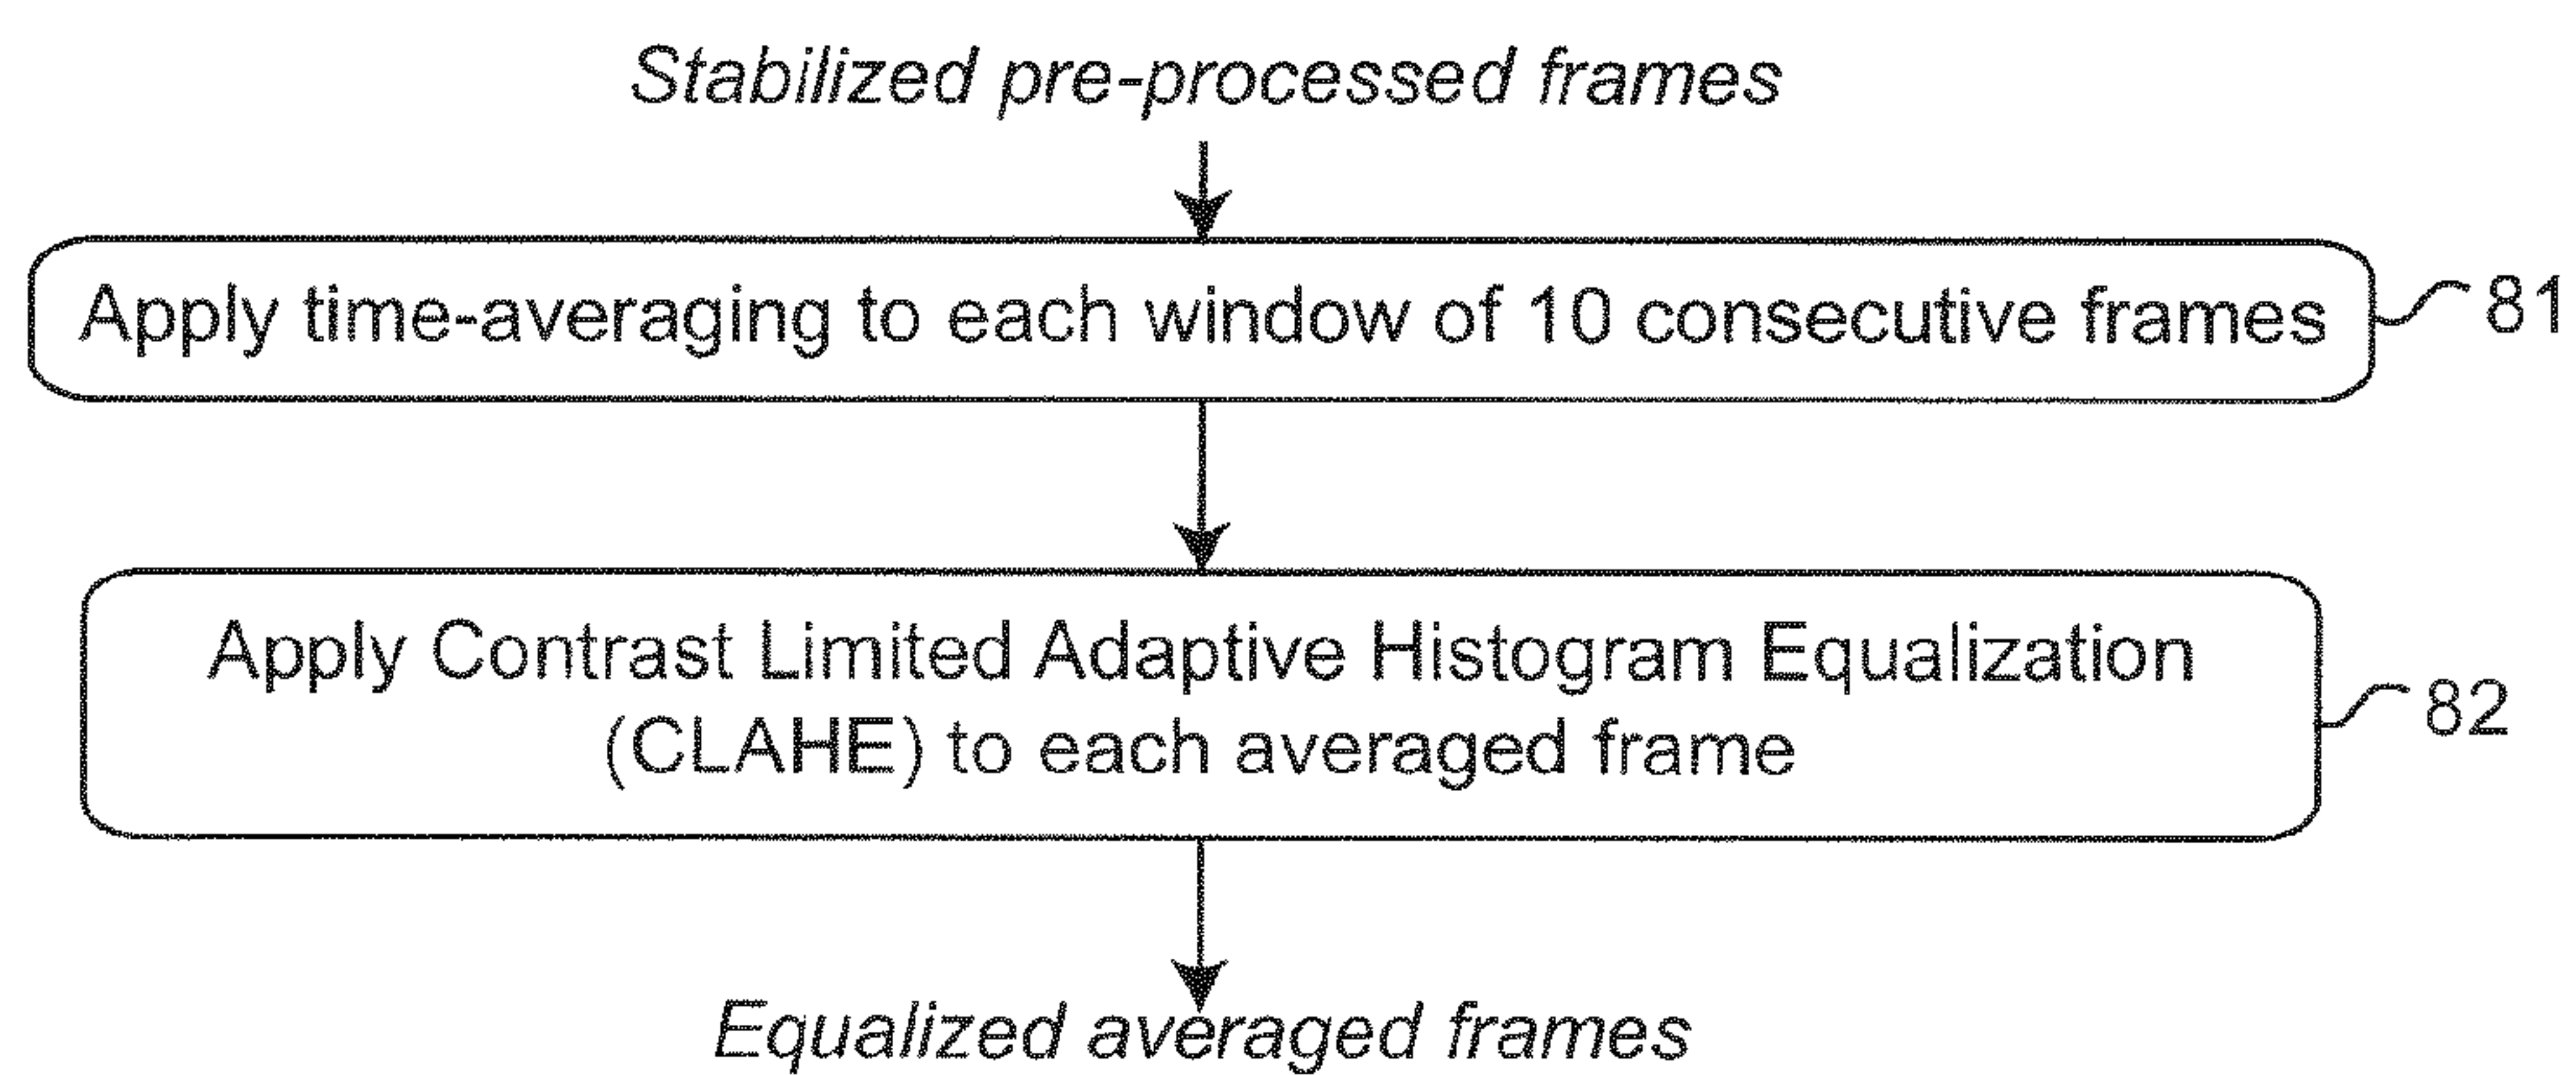 Stabilized pre-processed frames
Apply time-averaging to each window of 10 consecutive frames
81
Apply Contrast Limited Adaptive Histogram Equalization
(CLAHE) to each averaged frame
82
Equalized averaged frames